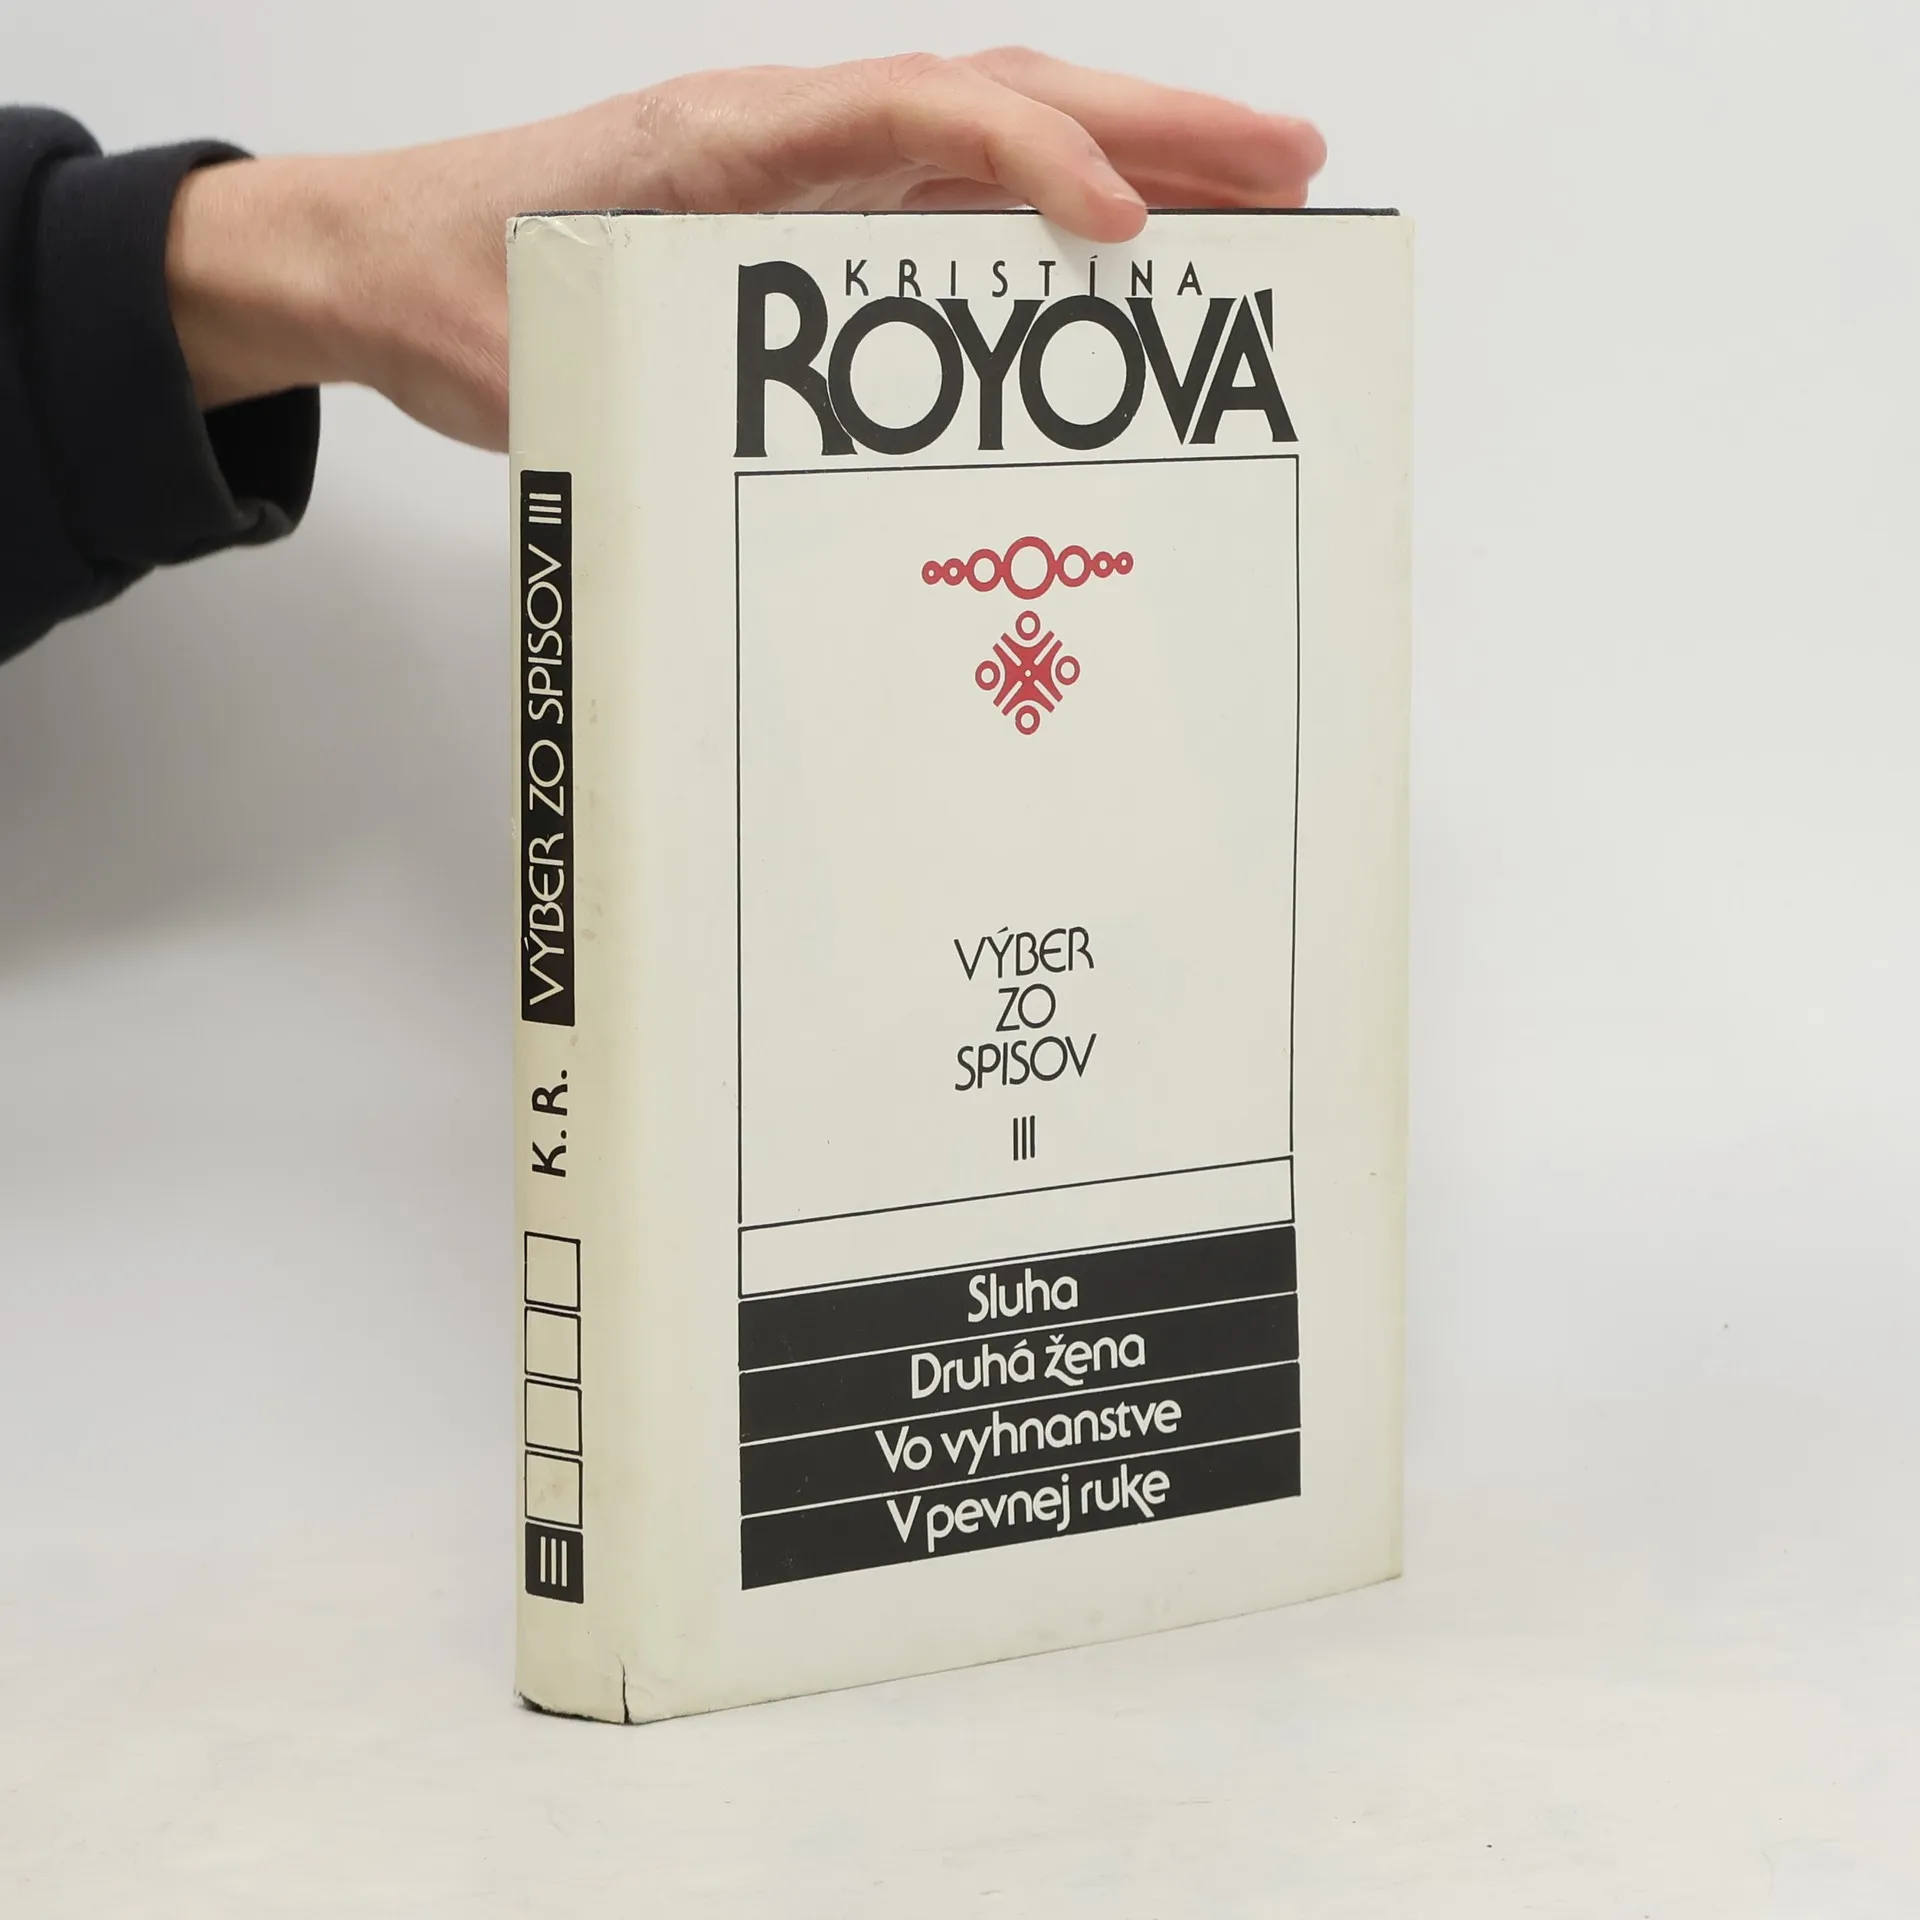 KRISTÍNA
ROYOVÁ
VÝBER
ZO
SPISOV
III
Sluha
Druhá žena
Vo vyhnanstve
V pevnej ruke
III K. R. VÝBER ZO SPISOV III